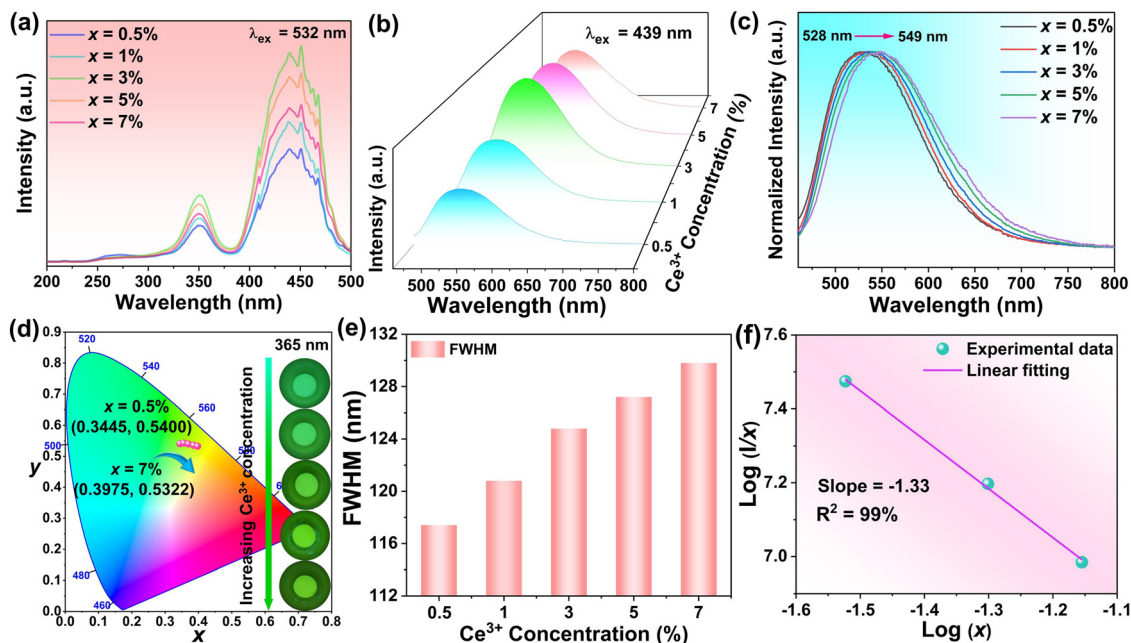 (a)
x = 0.5%
x = 1%
x = 3%
x = 5%
x = 7%
λex = 532 nm
Intensity (a.u.)
200 250 300 350 400 450 500
Wavelength (nm)
(b)
λex = 439 nm
Intensity (a.u.)
500 550 600 650 700 750 800
Wavelength (nm)
0.5
1
3
5
7
Ce3+ Concentration (%)
(c)
528 nm
549 nm
x = 0.5%
x = 1%
x = 3%
x = 5%
x = 7%
Normalized Intensity (a.u.)
500 600 700 800
Wavelength (nm)
(d)
0.9
0.8
0.7
0.6
0.5
0.4
0.3
0.2
0.1
0.0
y
520
540
560
500
480
460
x = 0.5%
(0.3445, 0.5400)
x = 7%
(0.3975, 0.5322)
Increasing Ce3+ concentration
365 nm
0.0 0.1 0.2 0.3 0.4 0.5 0.6 0.7 0.8
x
(e)
FWHM
132
128
124
120
116
112
FWHM (nm)
0.5 1 3 5 7
Ce3+ Concentration (%)
(f)
Experimental data
Linear fitting
7.6
7.4
7.2
7.0
Log (I/x)
Slope = -1.33
R2 = 99%
-1.6 -1.5 -1.4 -1.3 -1.2 -1.1
Log (x)